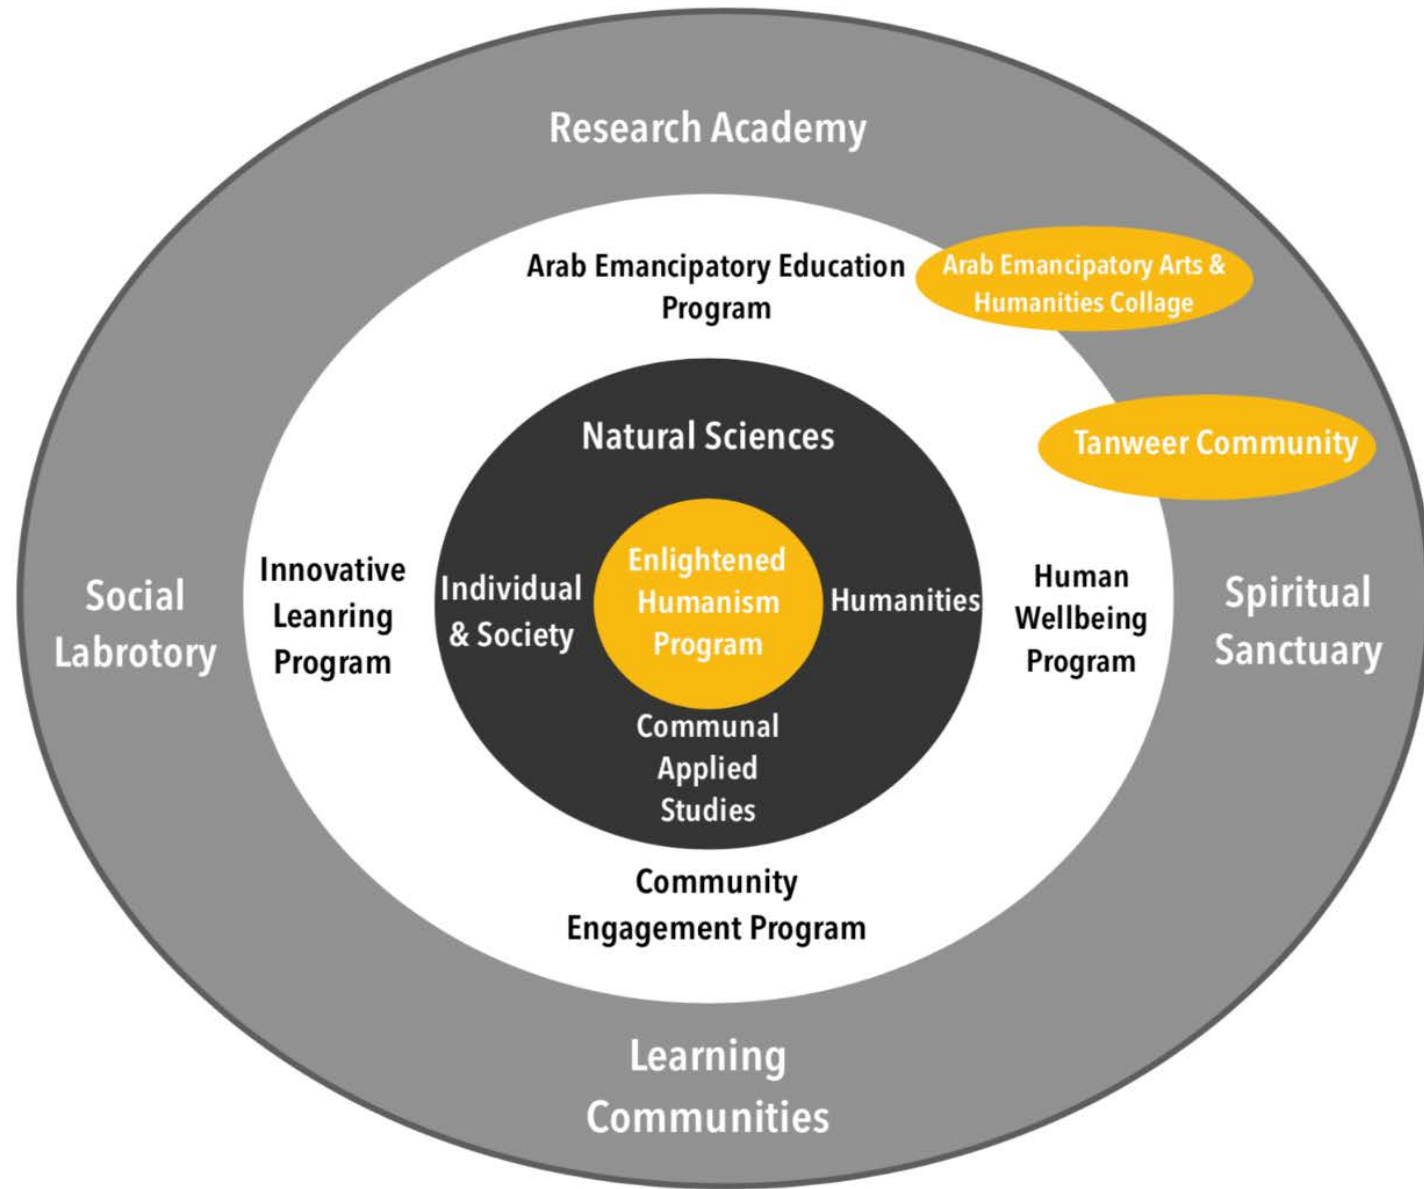 Research Academy
Arab Emancipatory Education
Program
Arab Emancipatory Arts &
Humanities Collage
Natural Sciences
Tanweer Community
Social
Labrotory
Innovative
Leanring
Program
Individual
& Society
Enlightened
Humanism
Program
Humanities
Human
Wellbeing
Program
Spiritual
Sanctuary
Communal
Applied
Studies
Community
Engagement Program
Learning
Communities